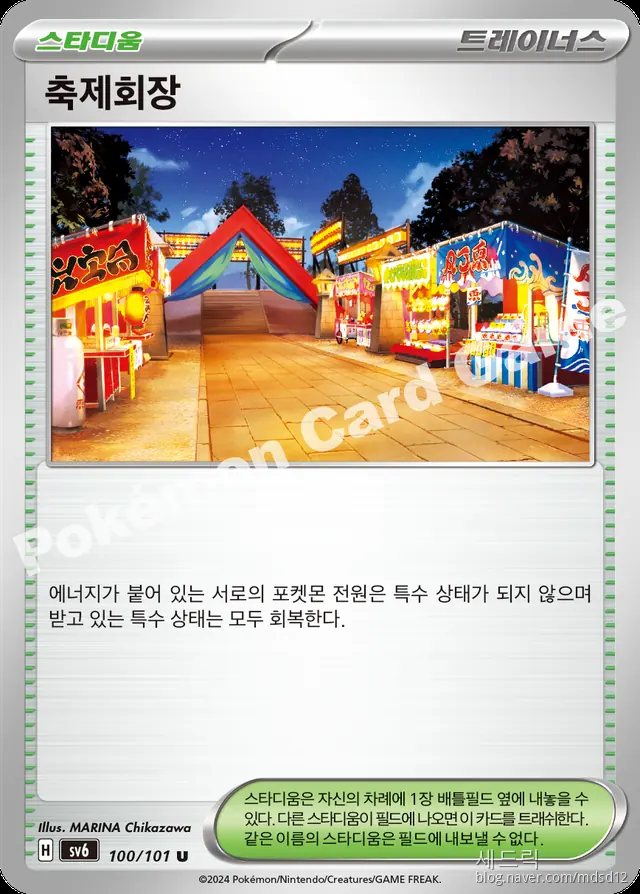 스타디움
트레이너스
축제회장
Pokémon Card Game
에너지가 붙어 있는 서로의 포켓몬 전원은 특수 상태가 되지 않으며
받고 있는 특수 상태는 모두 회복한다.
스타디움은 자신의 차례에 1장 배틀필드 옆에 내놓을 수
있다. 다른 스타디움이 필드에 나오면 이 카드를 트래쉬한다.
같은 이름의 스타디움은 필드에 내보낼 수 없다.
Illus. MARINA Chikazawa
H sv6 100/101 U
©2024 Pokémon/Nintendo/Creatures/GAME FREAK.
세드릭
blog.naver.com/mdsd12